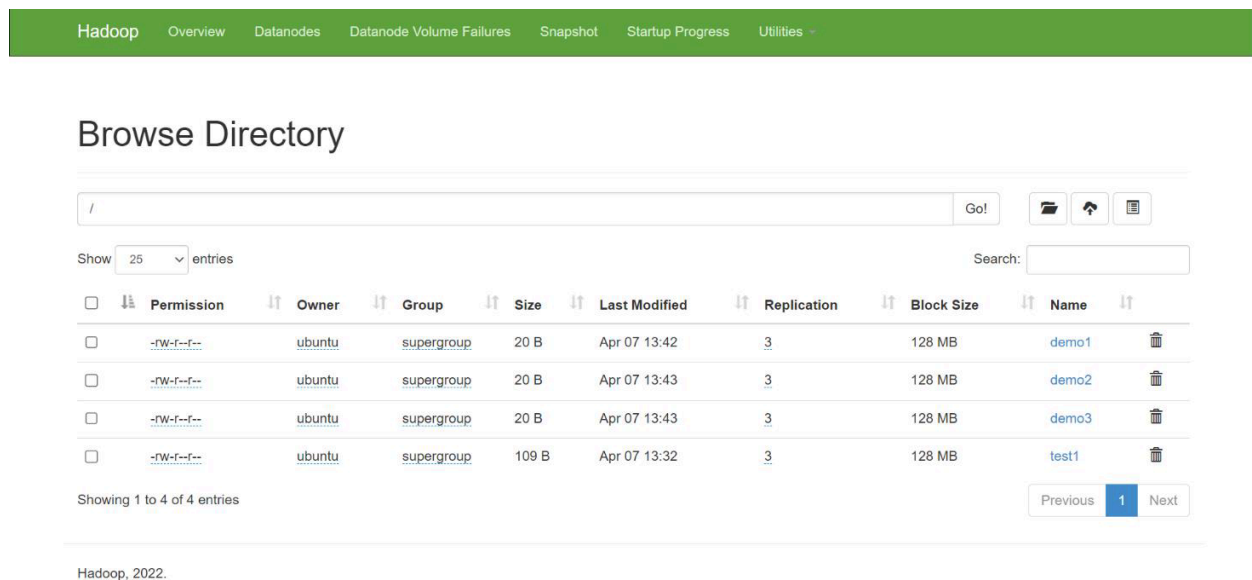 Hadoop Overview Datanodes Datanode Volume Failures Snapshot Startup Progress Utilities
Browse Directory
/ Go!
Show 25 entries Search:
Permission Owner Group Size Last Modified Replication Block Size Name
-rw-r--r-- ubuntu supergroup 20 B Apr 07 13:42 3 128 MB demo1
-rw-r--r-- ubuntu supergroup 20 B Apr 07 13:43 3 128 MB demo2
-rw-r--r-- ubuntu supergroup 20 B Apr 07 13:43 3 128 MB demo3
-rw-r--r-- ubuntu supergroup 109 B Apr 07 13:32 3 128 MB test1
Showing 1 to 4 of 4 entries Previous 1 Next
Hadoop, 2022.